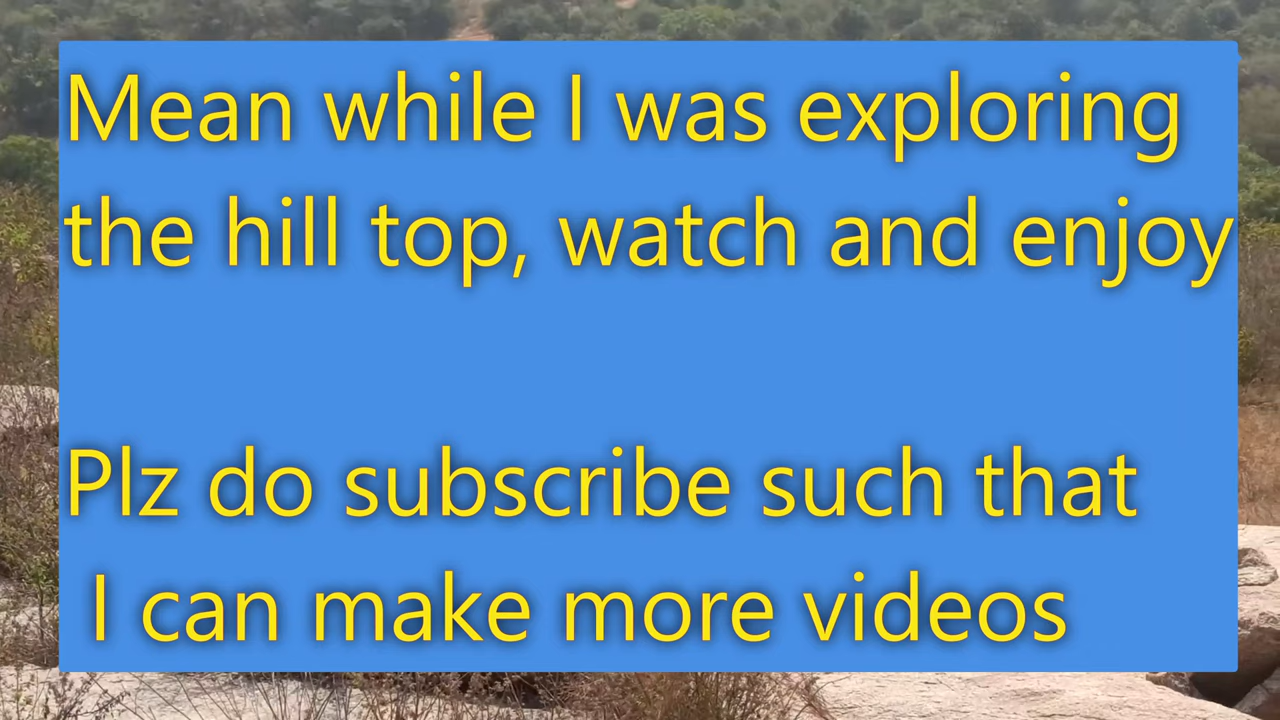 Mean while I was exploring
the hill top, watch and enjoy
Plz do subscribe such that
I can make more videos